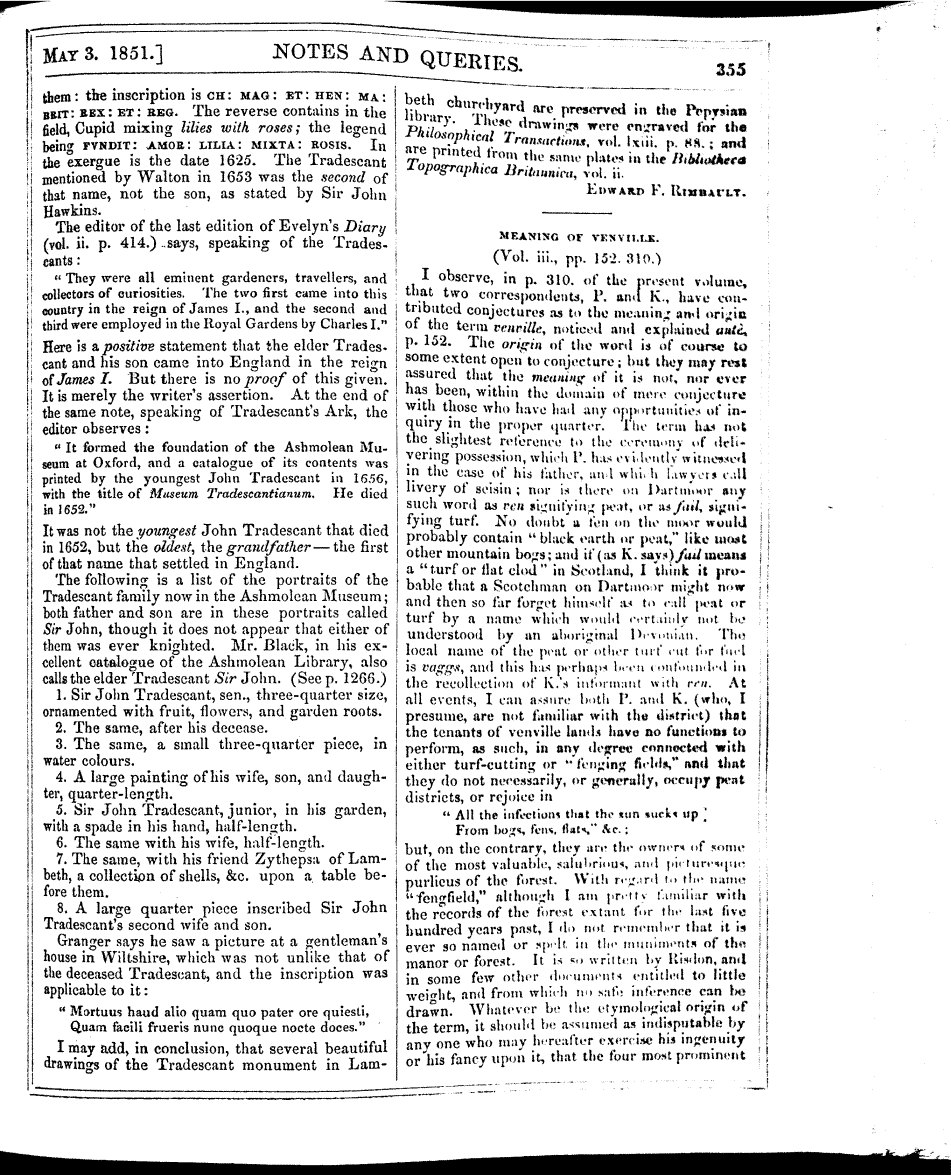 MAY 3. 1851.] NOTES AND QUERIES. 355
them: the inscription is CH: MAG: ET: HEN: MA:
BRIT: REX: ET: REG. The reverse contains in the
field, Cupid mixing lilies with roses; the legend
being FVNDIT: AMOR: LILIA: MIXTA: ROSIS. In
the exergue is the date 1625. The Tradescant
mentioned by Walton in 1653 was the second of
that name, not the son, as stated by Sir John
Hawkins.
The editor of the last edition of Evelyn's Diary
(vol. ii. p. 414.) says, speaking of the Trades-
cants:
"They were all eminent gardeners, travellers, and
collectors of curiosities. The two first came into this
country in the reign of James I., and the second and
third were employed in the Royal Gardens by Charles I."
Here is a positive statement that the elder Trades-
cant and his son came into England in the reign
of James I. But there is no proof of this given.
It is merely the writer's assertion. At the end of
the same note, speaking of Tradescant's Ark, the
editor observes:
"It formed the foundation of the Ashmolean Mu-
seum at Oxford, and a catalogue of its contents was
printed by the youngest John Tradescant in 1656,
with the title of Museum Tradescantianum. He died
in 1652."
It was not the youngest John Tradescant that died
in 1652, but the oldest, the grandfather — the first
of that name that settled in England.
The following is a list of the portraits of the
Tradescant family now in the Ashmolean Museum;
both father and son are in these portraits called
Sir John, though it does not appear that either of
them was ever knighted. Mr. Black, in his ex-
cellent catalogue of the Ashmolean Library, also
calls the elder Tradescant Sir John. (See p. 1266.)
1. Sir John Tradescant, sen., three-quarter size,
ornamented with fruit, flowers, and garden roots.
2. The same, after his decease.
3. The same, a small three-quarter piece, in
water colours.
4. A large painting of his wife, son, and daugh-
ter, quarter-length.
5. Sir John Tradescant, junior, in his garden,
with a spade in his hand, half-length.
6. The same with his wife, half-length.
7. The same, with his friend Zythepsa of Lam-
beth, a collection of shells, &c. upon a table be-
fore them.
8. A large quarter piece inscribed Sir John
Tradescant's second wife and son.
Granger says he saw a picture at a gentleman's
house in Wiltshire, which was not unlike that of
the deceased Tradescant, and the inscription was
applicable to it:
"Mortuus haud alio quam quo pater ore quiesti,
Quam facili frueris nunc quoque nocte doces."
I may add, in conclusion, that several beautiful
drawings of the Tradescant monument in Lam-
beth churchyard are preserved in the Pepysian
library. These drawings were engraved for the
Philosophical Transactions, vol. lxiii. p. 88.; and
are printed from the same plates in the Bibliotheca
Topographica Britannica, vol. ii.
EDWARD F. RIMBAULT.
MEANING OF VENVILLE.
(Vol. iii., pp. 152. 310.)
I observe, in p. 310. of the present volume,
that two correspondents, P. and K., have con-
tributed conjectures as to the meaning and origin
of the term venville, noticed and explained antè,
p. 152. The origin of the word is of course to
some extent open to conjecture; but they may rest
assured that the meaning of it is not, nor ever
has been, within the domain of mere conjecture
with those who have had any opportunities of in-
quiry in the proper quarter. The term has not
the slightest reference to the ceremony of deli-
vering possession, which P. has evidently witnessed
in the case of his father, and which lawyers call
livery of seisin; nor is there on Dartmoor any
such word as ven signifying peat, or as fail, signi-
fying turf. No doubt a fen on the moor would
probably contain "black earth or peat," like most
other mountain bogs; and if (as K. says) fail means
a "turf or flat clod" in Scotland, I think it pro-
bable that a Scotchman on Dartmoor might now
and then so far forget himself as to call peat or
turf by a name which would certainly not be
understood by an aboriginal Devonian. The
local name of the peat or other turf cut for fuel
is vaggs, and this has perhaps been confounded in
the recollection of K.'s informant with ven. At
all events, I can assure both P. and K. (who, I
presume, are not familiar with the district) that
the tenants of venville lands have no functions to
perform, as such, in any degree connected with
either turf-cutting or "fenging fields," and that
they do not necessarily, or generally, occupy peat
districts, or rejoice in
"All the infections that the sun sucks up
From bogs, fens, flats," &c.;
but, on the contrary, they are the owners of some
of the most valuable, salubrious, and picturesque
purlieus of the forest. With regard to the name
"fengfield," although I am pretty familiar with
the records of the forest extant for the last five
hundred years past, I do not remember that it is
ever so named or spelt in the muniments of the
manor or forest. It is so written by Risdon, and
in some few other documents entitled to little
weight, and from which no safe inference can be
drawn. Whatever be the etymological origin of
the term, it should be assumed as indisputable by
any one who may hereafter exercise his ingenuity
or his fancy upon it, that the four most prominent